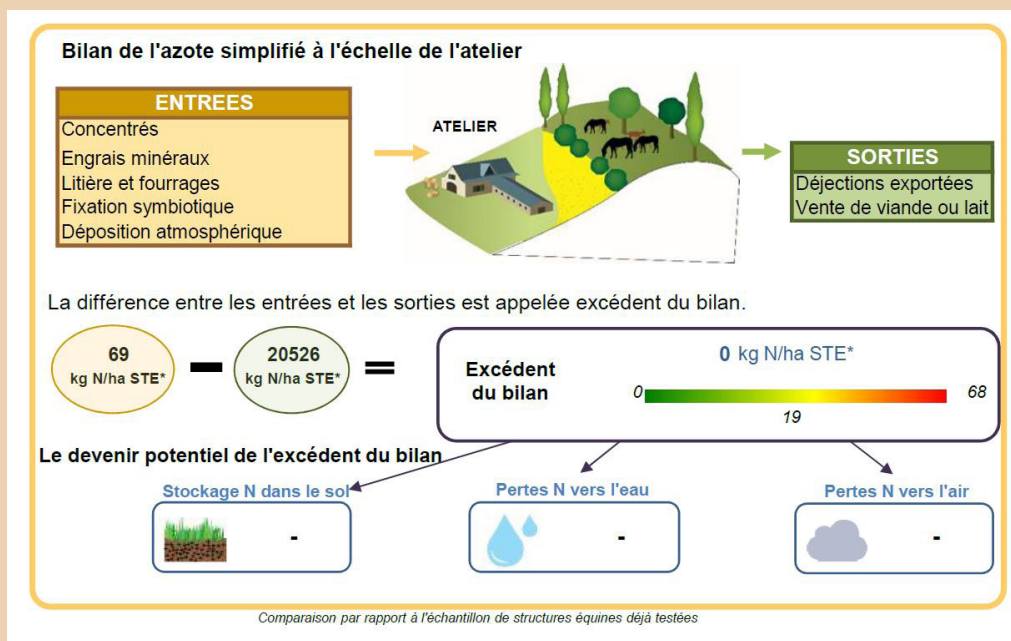 Bilan de l'azote simplifié à l'échelle de l'atelier
ENTREES
Concentrés
Engrais minéraux
Litière et fourrages
Fixation symbiotique
Déposition atmosphérique
ATELIER
SORTIES
Déjections exportées
Vente de viande ou lait
La différence entre les entrées et les sorties est appelée excédent du bilan.
69
kg N/ha STE*
20526
kg N/ha STE*
Excédent
du bilan
0 kg N/ha STE*
0
68
19
Le devenir potentiel de l'excédent du bilan
Stockage N dans le sol
-
Pertes N vers l'eau
-
Pertes N vers l'air
-
Comparaison par rapport à l'échantillon de structures équines déjà testées